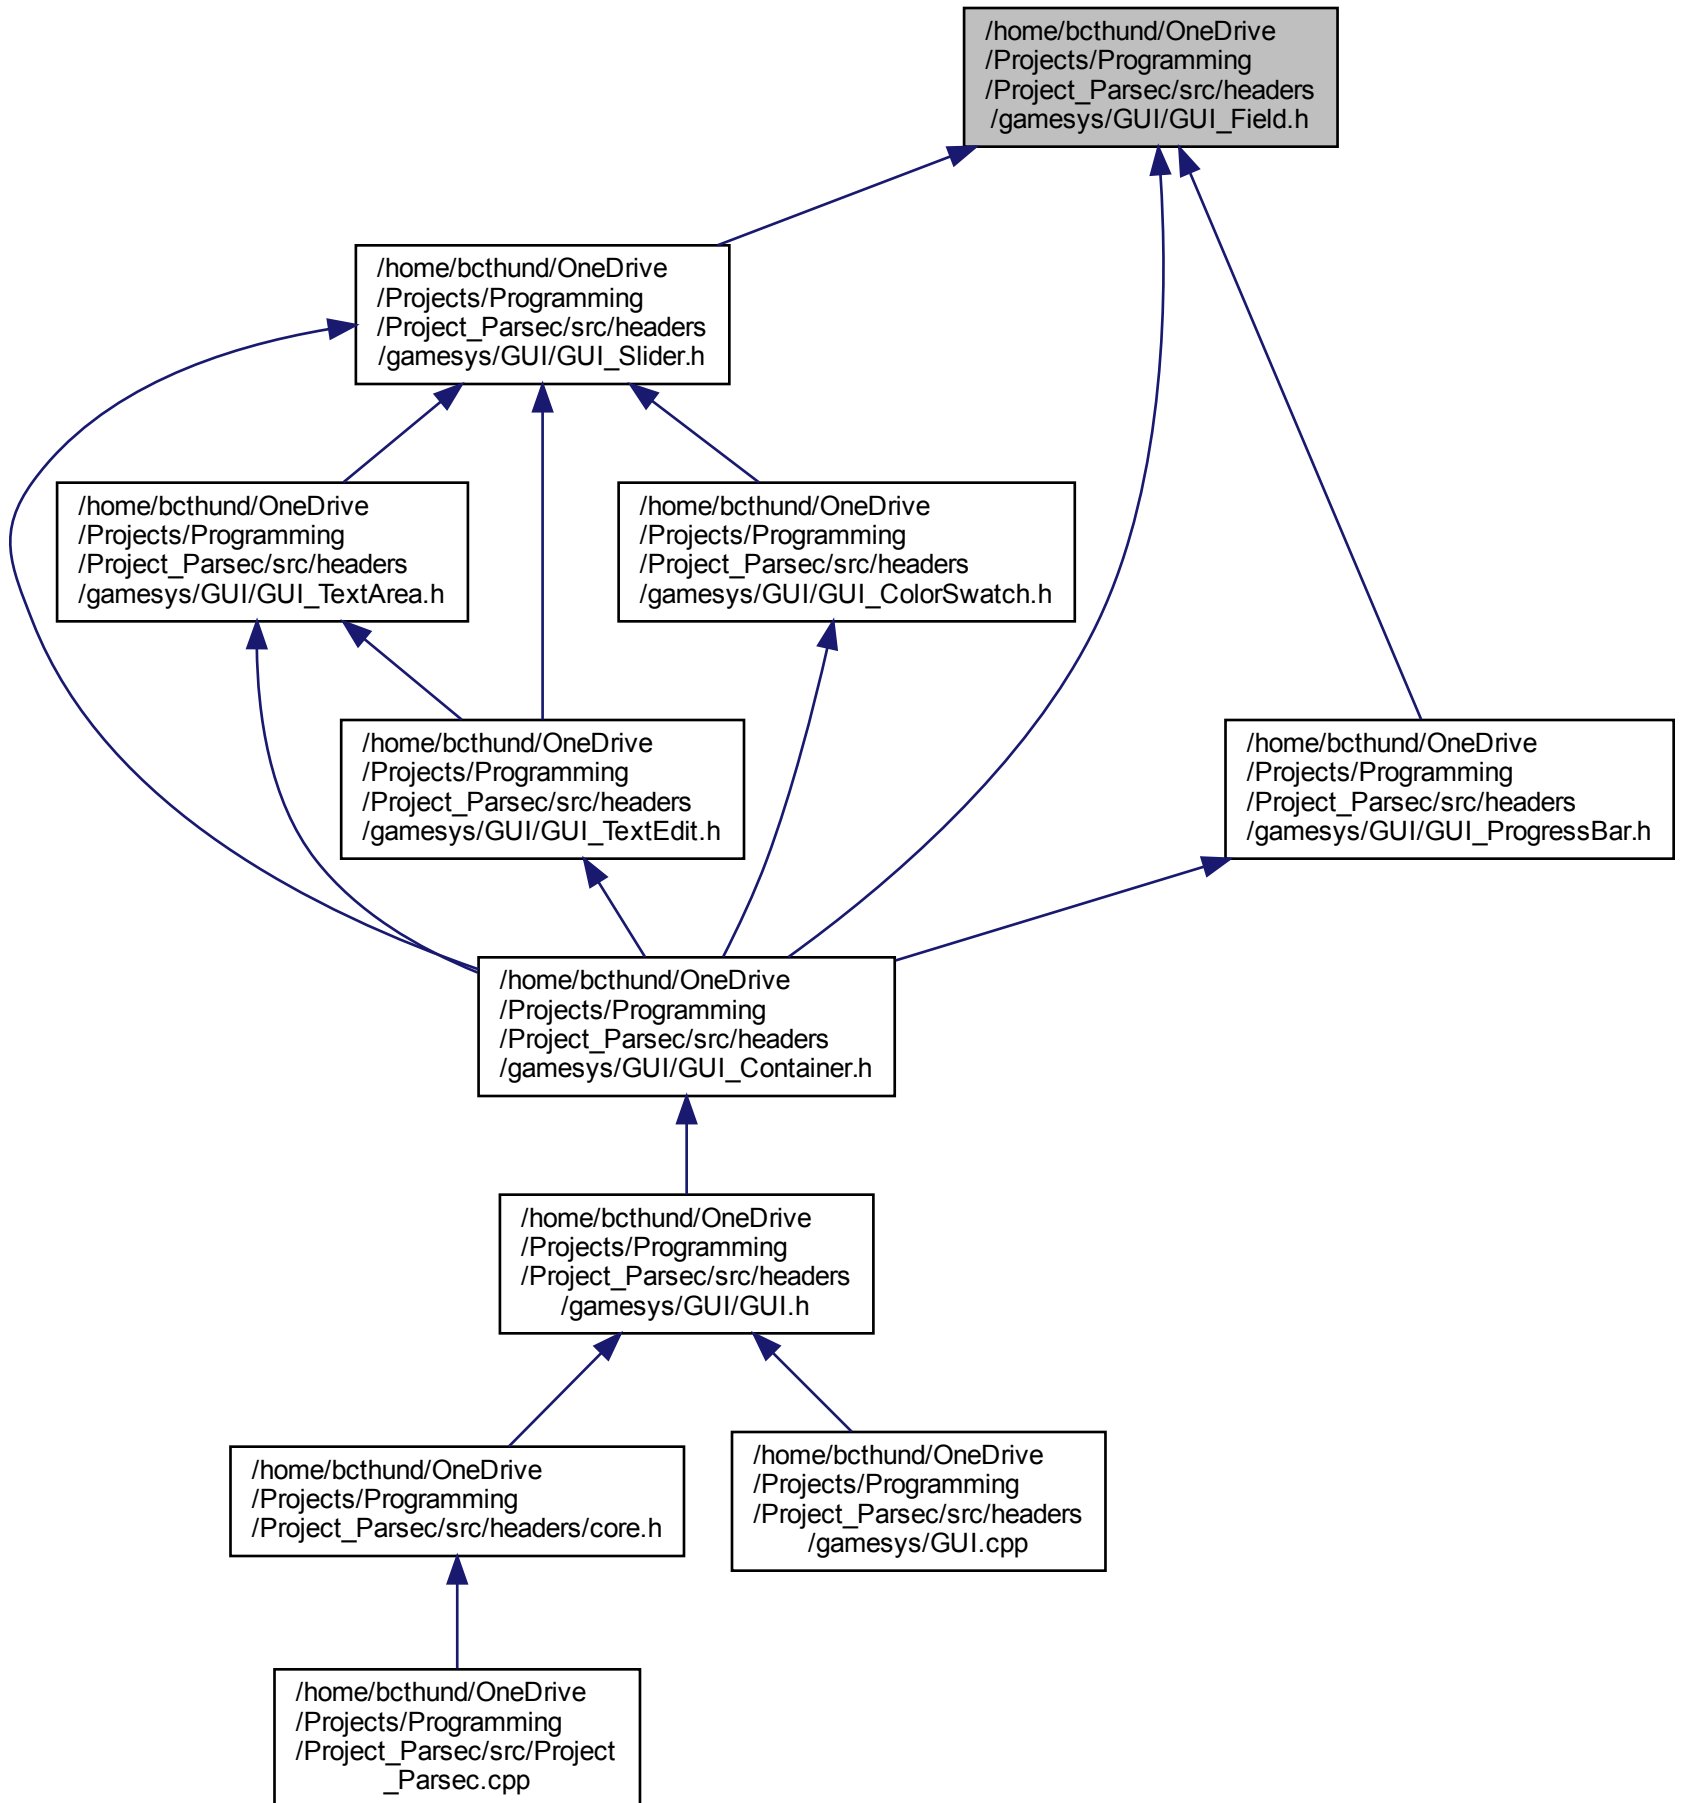 /home/bcthund/OneDrive
/Projects/Programming
/Project_Parsec/src/headers
/gamesys/GUI/GUI_Field.h
/home/bcthund/OneDrive
/Projects/Programming
/Project_Parsec/src/headers
/gamesys/GUI/GUI_Slider.h
/home/bcthund/OneDrive
/Projects/Programming
/Project_Parsec/src/headers
/gamesys/GUI/GUI_TextArea.h
/home/bcthund/OneDrive
/Projects/Programming
/Project_Parsec/src/headers
/gamesys/GUI/GUI_ColorSwatch.h
/home/bcthund/OneDrive
/Projects/Programming
/Project_Parsec/src/headers
/gamesys/GUI/GUI_TextEdit.h
/home/bcthund/OneDrive
/Projects/Programming
/Project_Parsec/src/headers
/gamesys/GUI/GUI_ProgressBar.h
/home/bcthund/OneDrive
/Projects/Programming
/Project_Parsec/src/headers
/gamesys/GUI/GUI_Container.h
/home/bcthund/OneDrive
/Projects/Programming
/Project_Parsec/src/headers
/gamesys/GUI/GUI.h
/home/bcthund/OneDrive
/Projects/Programming
/Project_Parsec/src/headers/core.h
/home/bcthund/OneDrive
/Projects/Programming
/Project_Parsec/src/headers
/gamesys/GUI.cpp
/home/bcthund/OneDrive
/Projects/Programming
/Project_Parsec/src/Project
_Parsec.cpp